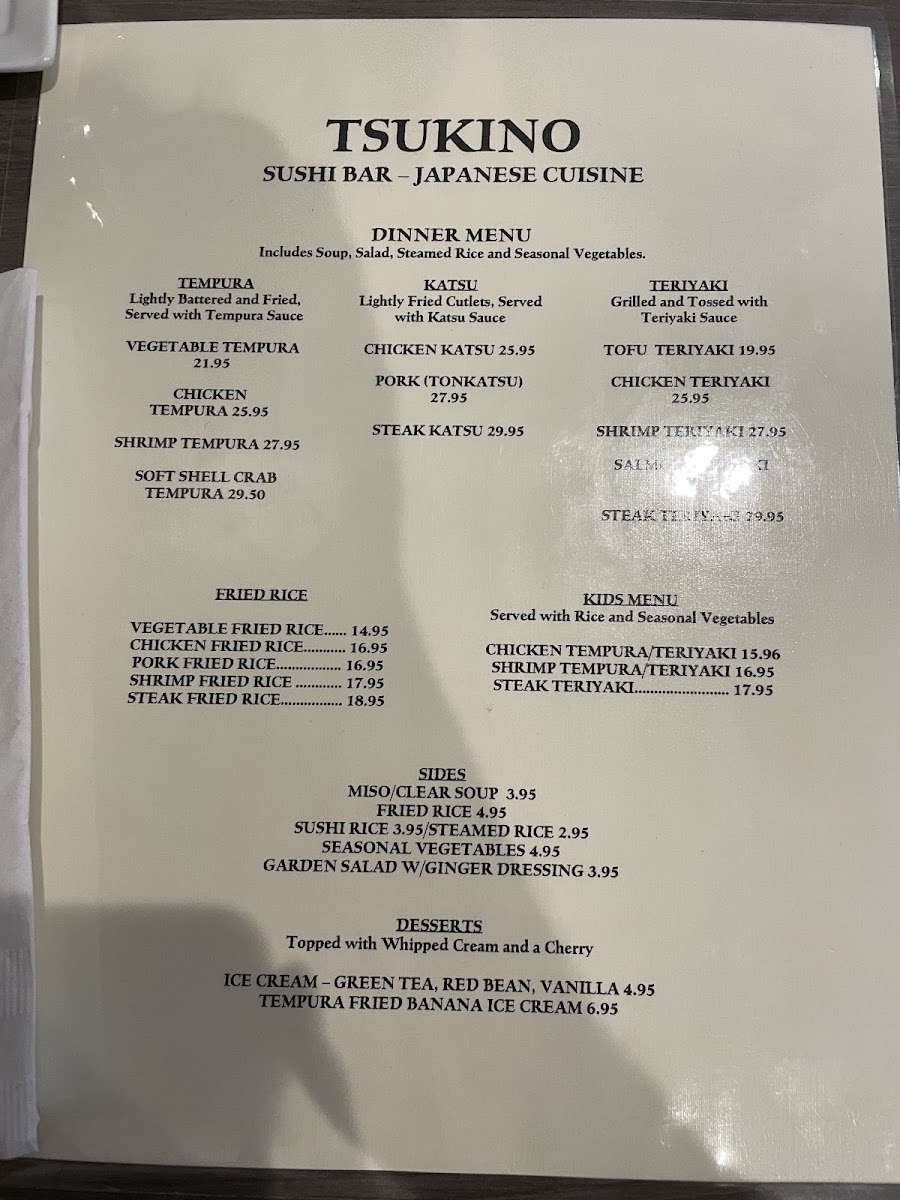 TSUKINO
SUSHI BAR – JAPANESE CUISINE
DINNER MENU
Includes Soup, Salad, Steamed Rice and Seasonal Vegetables.
TEMPURA
Lightly Battered and Fried,
Served with Tempura Sauce
VEGETABLE TEMPURA
21.95
CHICKEN
TEMPURA 25.95
SHRIMP TEMPURA 27.95
SOFT SHELL CRAB
TEMPURA 29.50
KATSU
Lightly Fried Cutlets, Served
with Katsu Sauce
CHICKEN KATSU 25.95
PORK (TONKATSU)
27.95
STEAK KATSU 29.95
TERIYAKI
Grilled and Tossed with
Teriyaki Sauce
TOFU TERIYAKI 19.95
CHICKEN TERIYAKI
25.95
SHRIMP TERIYAKI 27.95
STEAK TERIYAKI 29.95
FRIED RICE
VEGETABLE FRIED RICE...... 14.95
CHICKEN FRIED RICE........... 16.95
PORK FRIED RICE................. 16.95
SHRIMP FRIED RICE ............ 17.95
STEAK FRIED RICE................ 18.95
KIDS MENU
Served with Rice and Seasonal Vegetables
CHICKEN TEMPURA/TERIYAKI 15.96
SHRIMP TEMPURA/TERIYAKI 16.95
STEAK TERIYAKI......................... 17.95
SIDES
MISO/CLEAR SOUP 3.95
FRIED RICE 4.95
SUSHI RICE 3.95/STEAMED RICE 2.95
SEASONAL VEGETABLES 4.95
GARDEN SALAD W/GINGER DRESSING 3.95
DESSERTS
Topped with Whipped Cream and a Cherry
ICE CREAM – GREEN TEA, RED BEAN, VANILLA 4.95
TEMPURA FRIED BANANA ICE CREAM 6.95